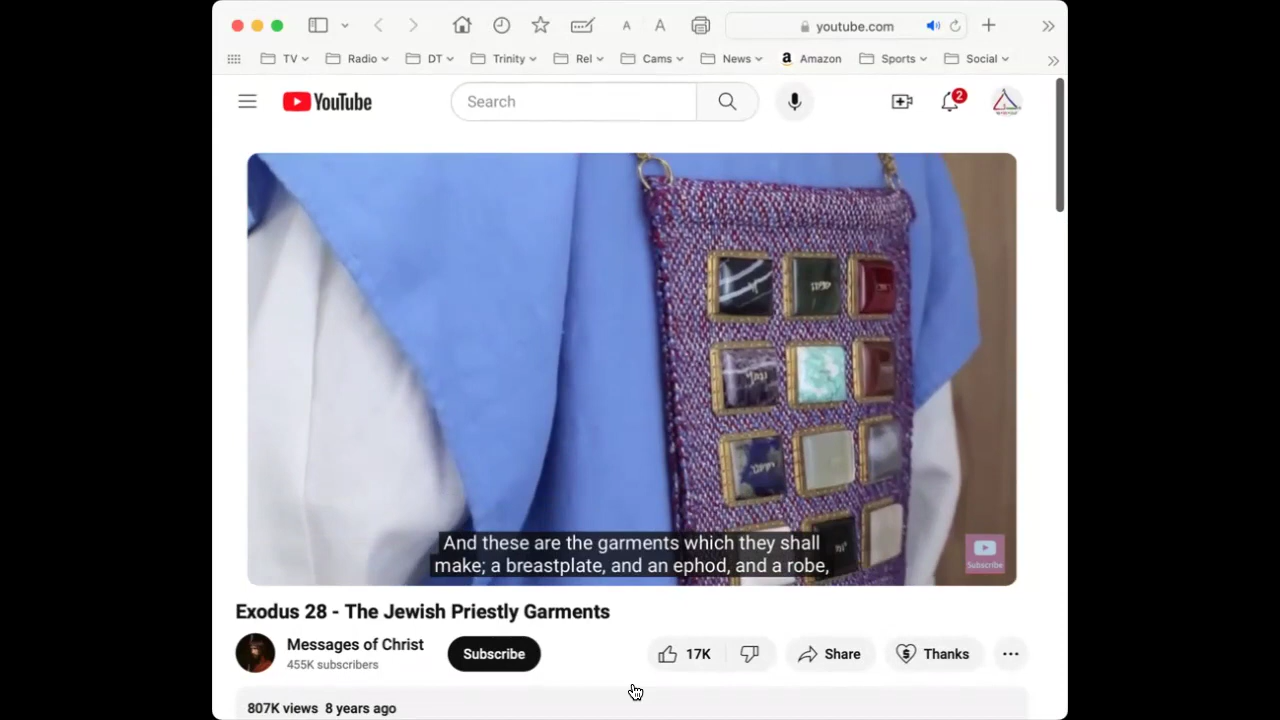 youtube.com
TV
Radio
DT
Trinity
Rel
Cams
News
Amazon
Sports
Social
YouTube
Search
2
And these are the garments which they shall
make; a breastplate, and an ephod, and a robe,
Subscribe
Exodus 28 - The Jewish Priestly Garments
Messages of Christ
455K subscribers
Subscribe
17K
Share
Thanks
807K views 8 years ago